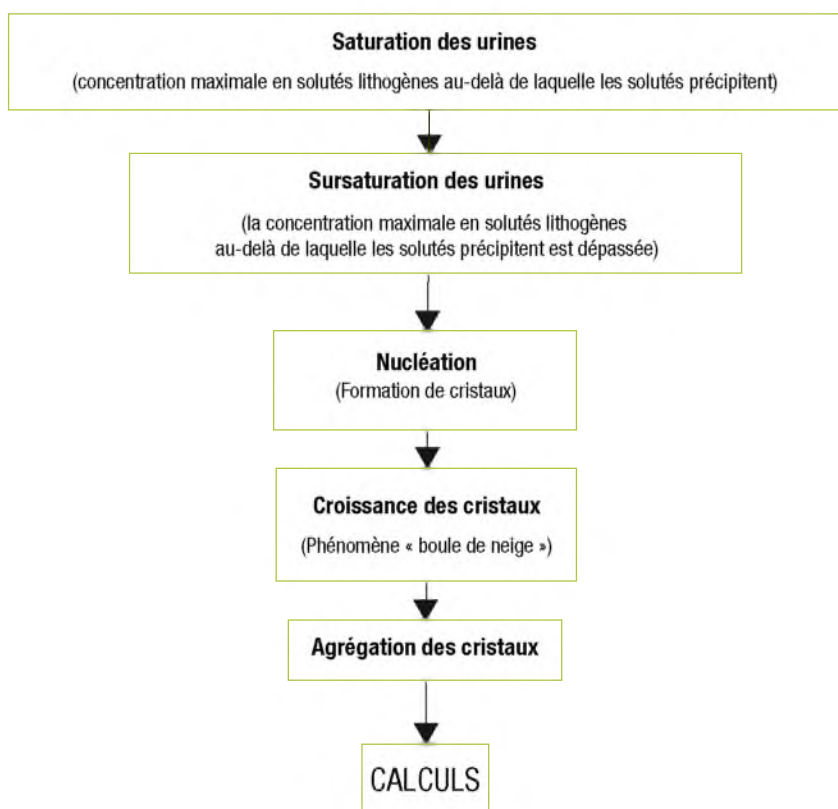 Saturation des urines
(concentration maximale en solutés lithogènes au-delà de laquelle les solutés précipitent)
Sursaturation des urines
(la concentration maximale en solutés lithogènes
au-delà de laquelle les solutés précipitent est dépassée)
Nucléation
(Formation de cristaux)
Croissance des cristaux
(Phénomène « boule de neige »)
Agrégation des cristaux
CALCULS